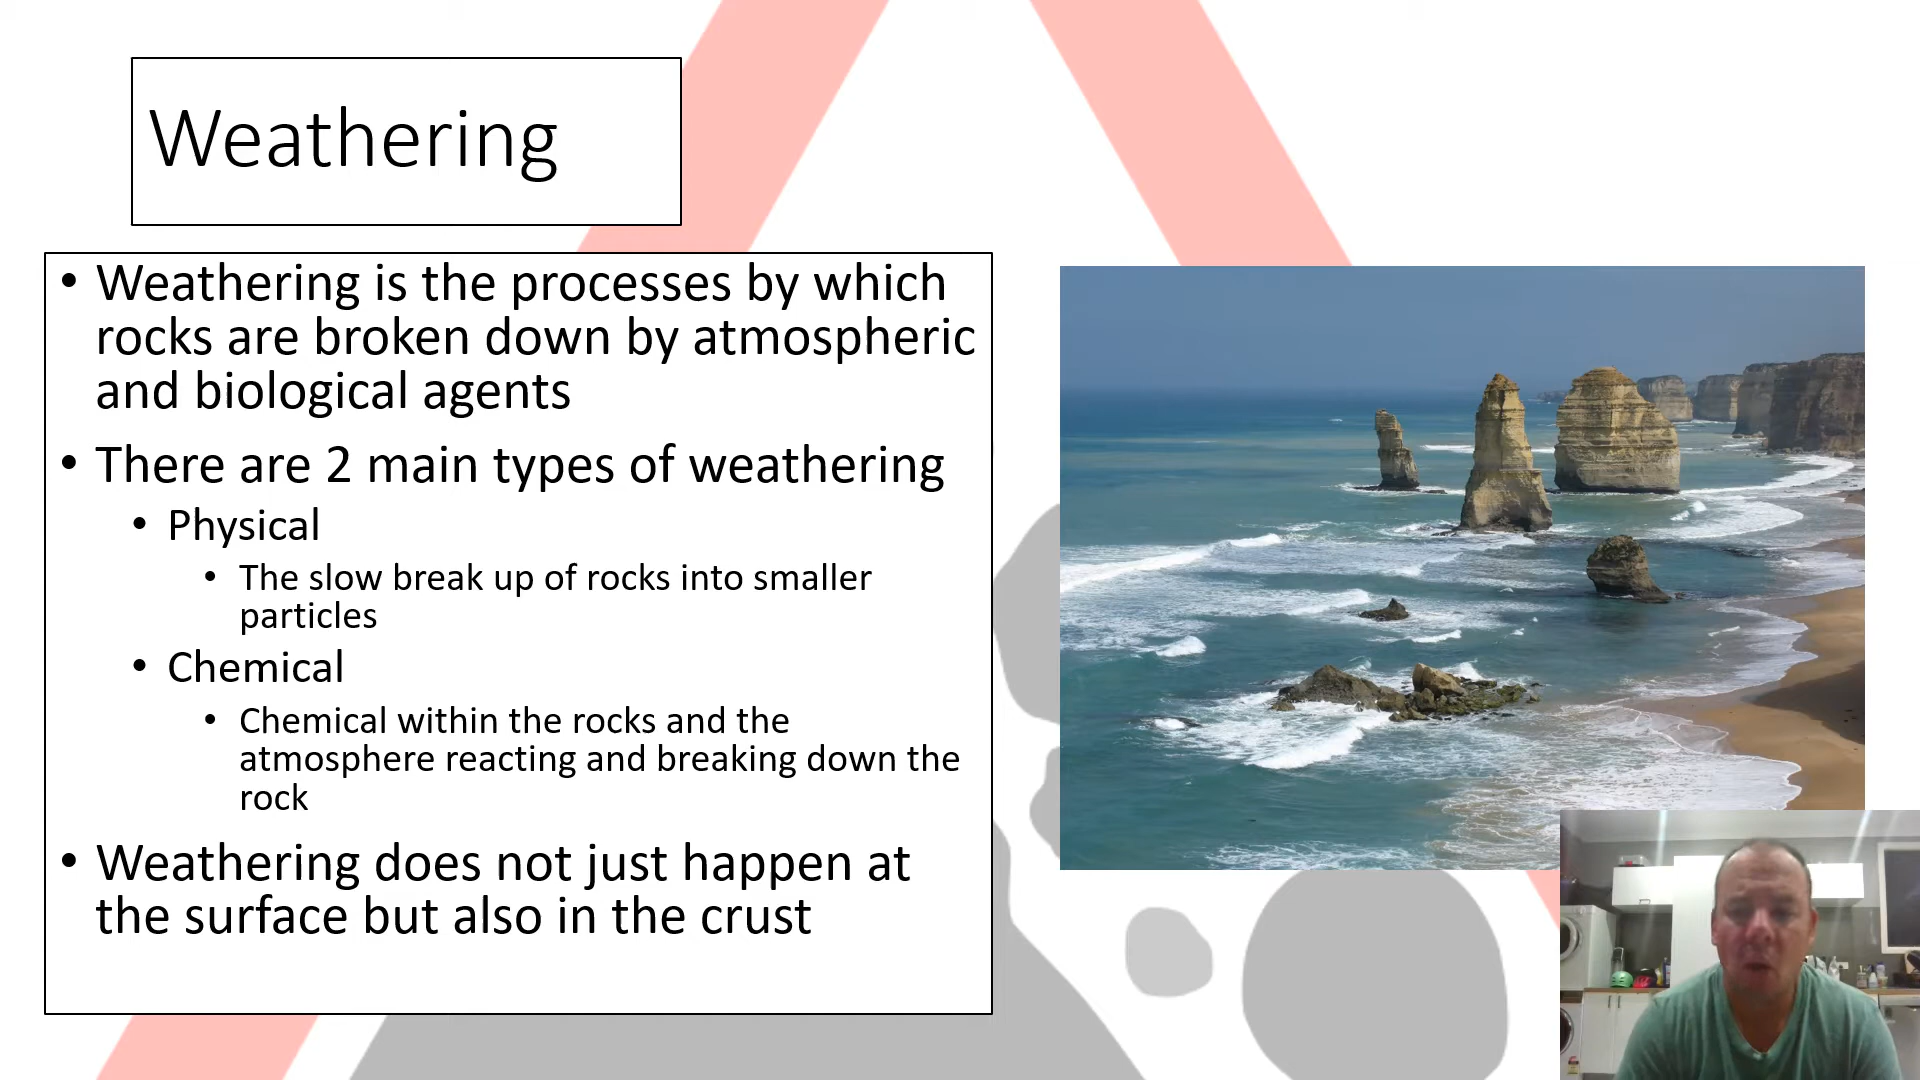 Weathering
• Weathering is the processes by which
rocks are broken down by atmospheric
and biological agents
• There are 2 main types of weathering
• Physical
• The slow break up of rocks into smaller
particles
• Chemical
• Chemical within the rocks and the
atmosphere reacting and breaking down the
rock
• Weathering does not just happen at
the surface but also in the crust